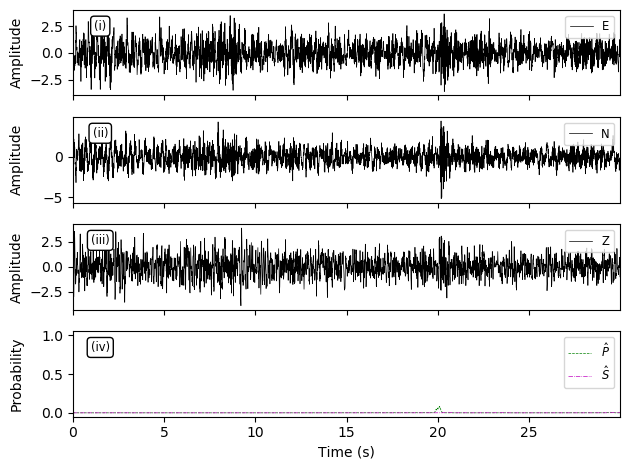 Amplitude
2.5
0.0
−2.5
(i)
E
Amplitude
0
−5
(ii)
N
Amplitude
2.5
0.0
−2.5
(iii)
Z
Probability
1.0
0.5
0.0
(iv)
P̂
Ŝ
0 5 10 15 20 25
Time (s)